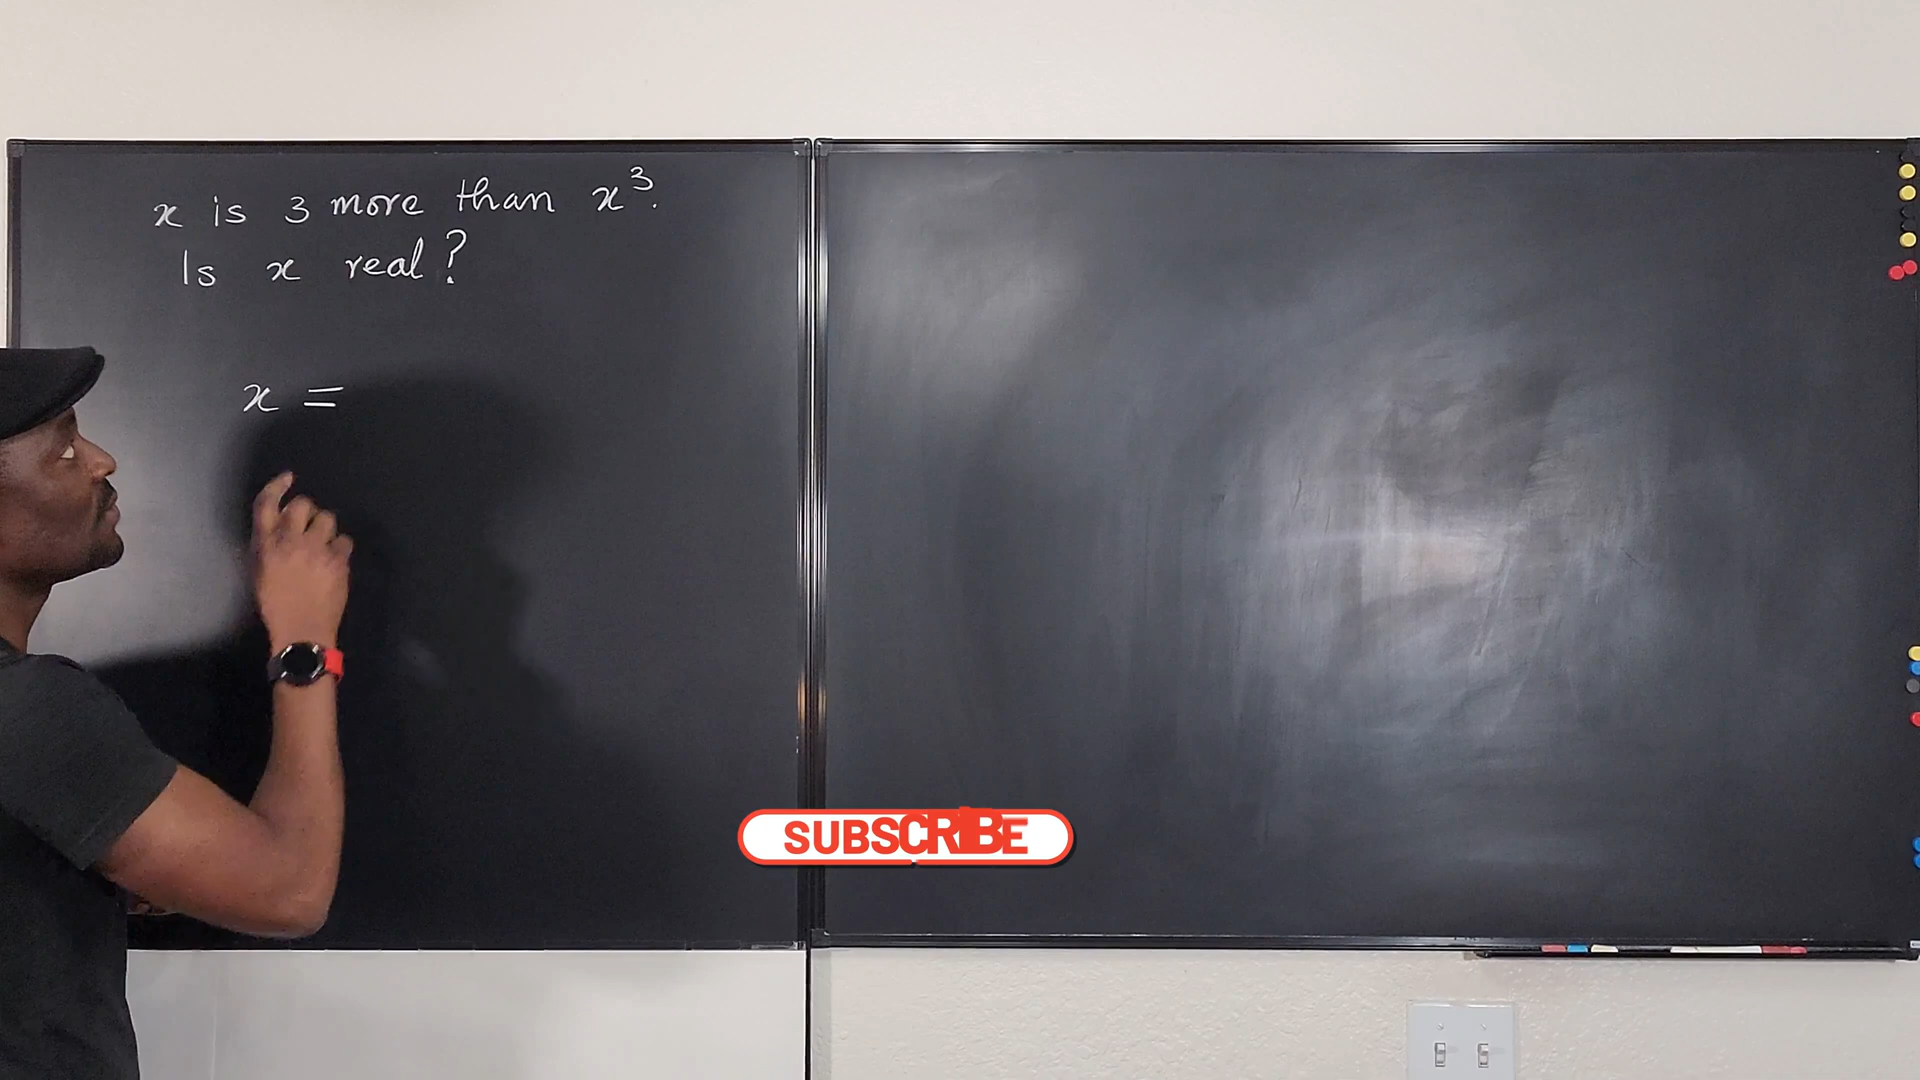 x is 3 more than x³.
Is x real?
x =
SUBSCRIBE